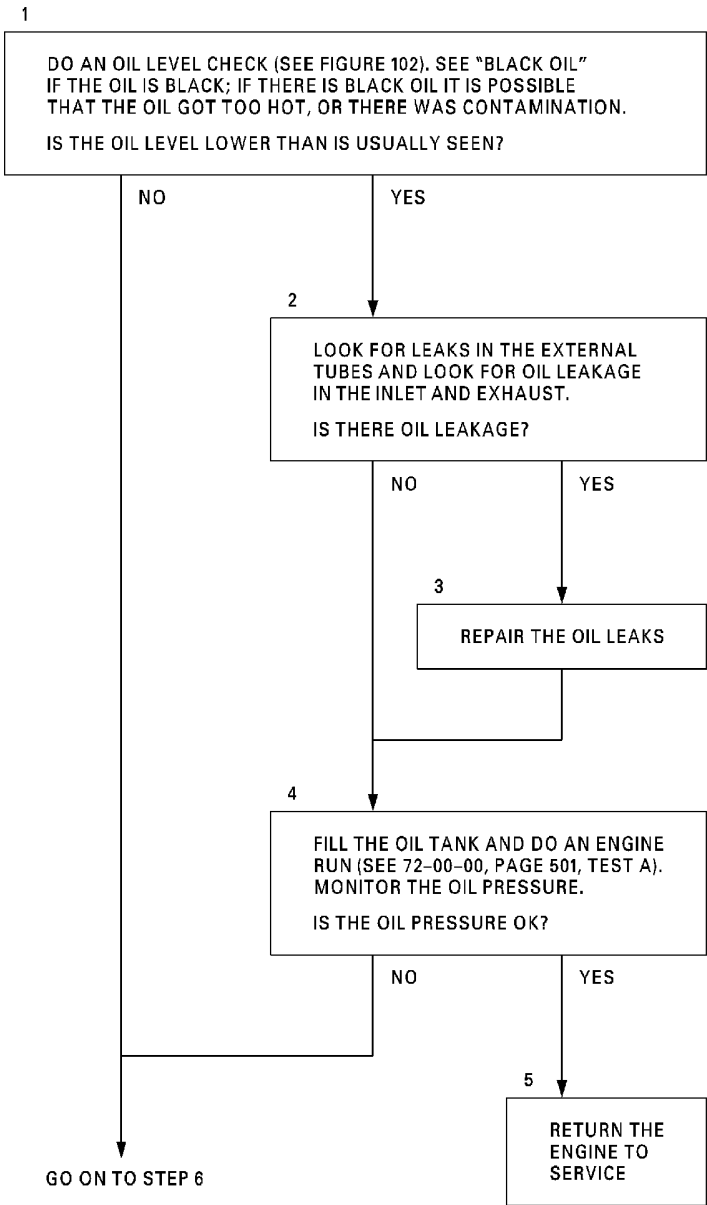 1
DO AN OIL LEVEL CHECK (SEE FIGURE 102). SEE "BLACK OIL"
IF THE OIL IS BLACK; IF THERE IS BLACK OIL IT IS POSSIBLE
THAT THE OIL GOT TOO HOT, OR THERE WAS CONTAMINATION.
IS THE OIL LEVEL LOWER THAN IS USUALLY SEEN?
NO
YES
2
LOOK FOR LEAKS IN THE EXTERNAL
TUBES AND LOOK FOR OIL LEAKAGE
IN THE INLET AND EXHAUST.
IS THERE OIL LEAKAGE?
NO
YES
3
REPAIR THE OIL LEAKS
4
FILL THE OIL TANK AND DO AN ENGINE
RUN (SEE 72–00–00, PAGE 501, TEST A).
MONITOR THE OIL PRESSURE.
IS THE OIL PRESSURE OK?
NO
YES
5
RETURN THE
ENGINE TO
SERVICE
GO ON TO STEP 6